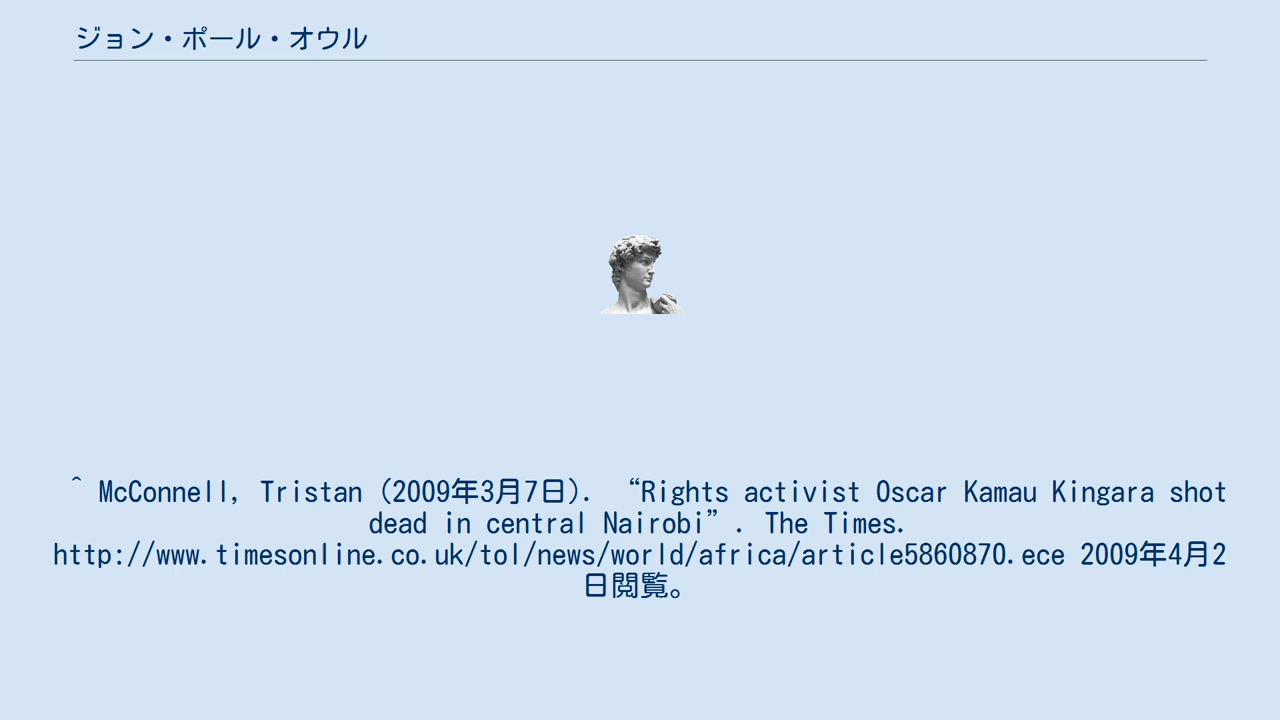 ジョン・ポール・オウル
^ McConnell, Tristan (2009年3月7日). “Rights activist Oscar Kamau Kingara shot
dead in central Nairobi”. The Times.
http://www.timesonline.co.uk/tol/news/world/africa/article5860870.ece 2009年4月2
日閲覧。